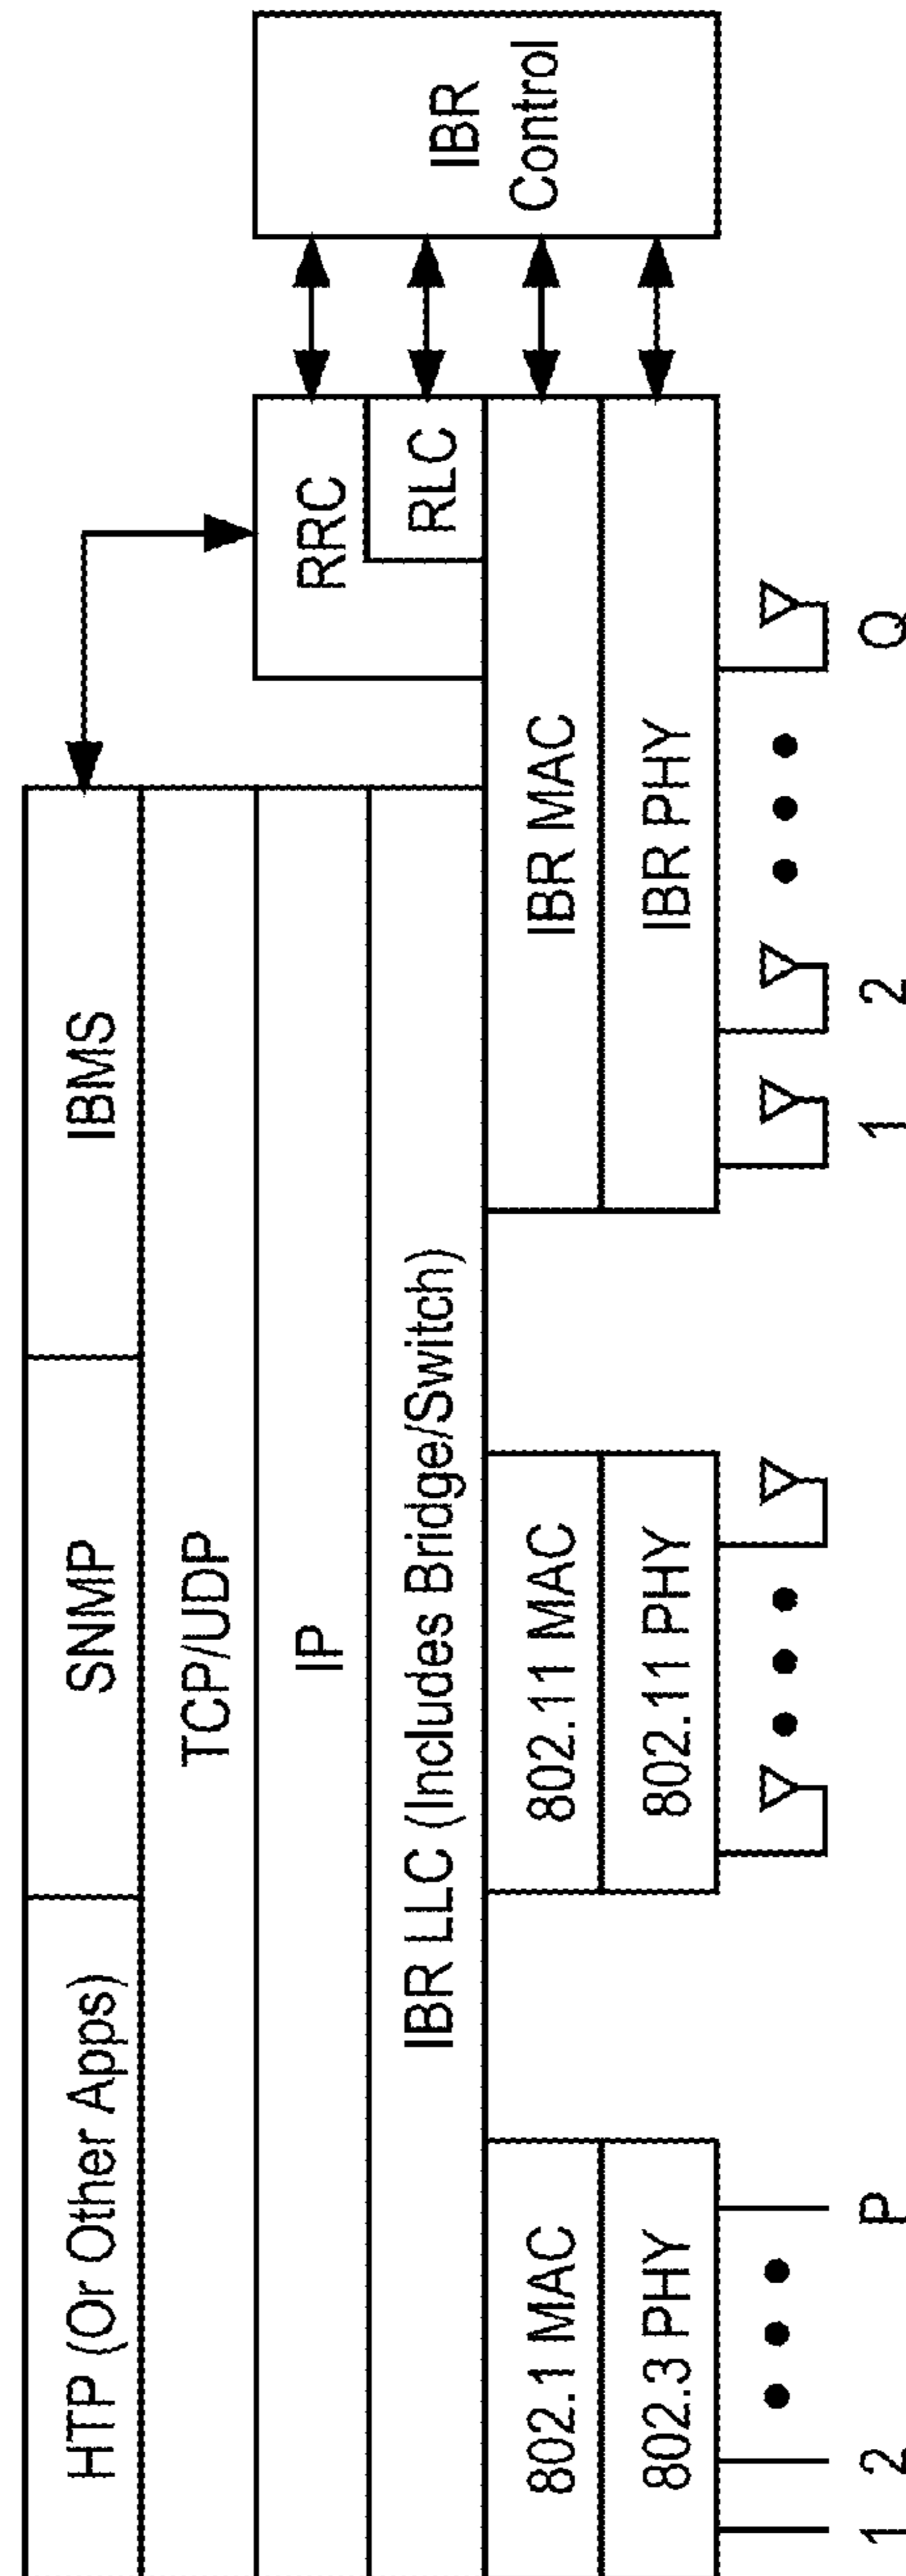 HTP (Or Other Apps)
SNMP
IBMS
TCP/UDP
IP
RRC
IBR
Control
IBR LLC (Includes Bridge/Switch)
RLC
802.1 MAC
802.11 MAC
IBR MAC
802.3 PHY
802.11 PHY
IBR PHY
1 2 P
1 2 Q